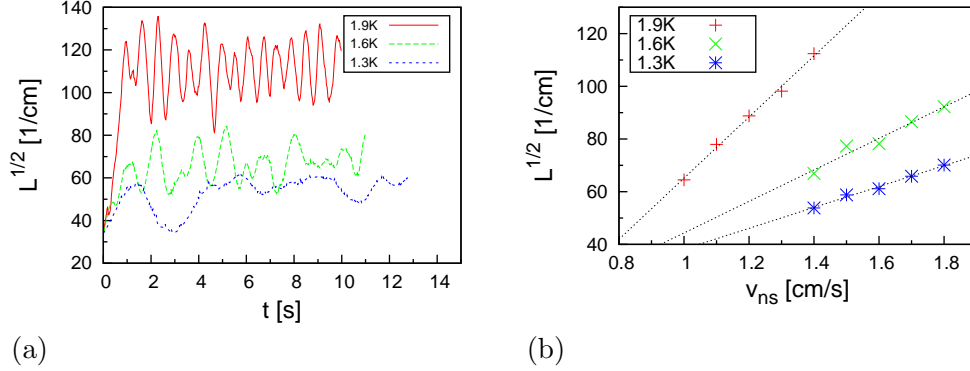 L^{1/2} [1/cm]
140
120
100
80
60
40
20
0 2 4 6 8 10 12 14
t [s]
1.9K
1.6K
1.3K
(a)
L^{1/2} [1/cm]
120
100
80
60
40
0.8 1 1.2 1.4 1.6 1.8
v_{ns} [cm/s]
1.9K
1.6K
1.3K
(b)